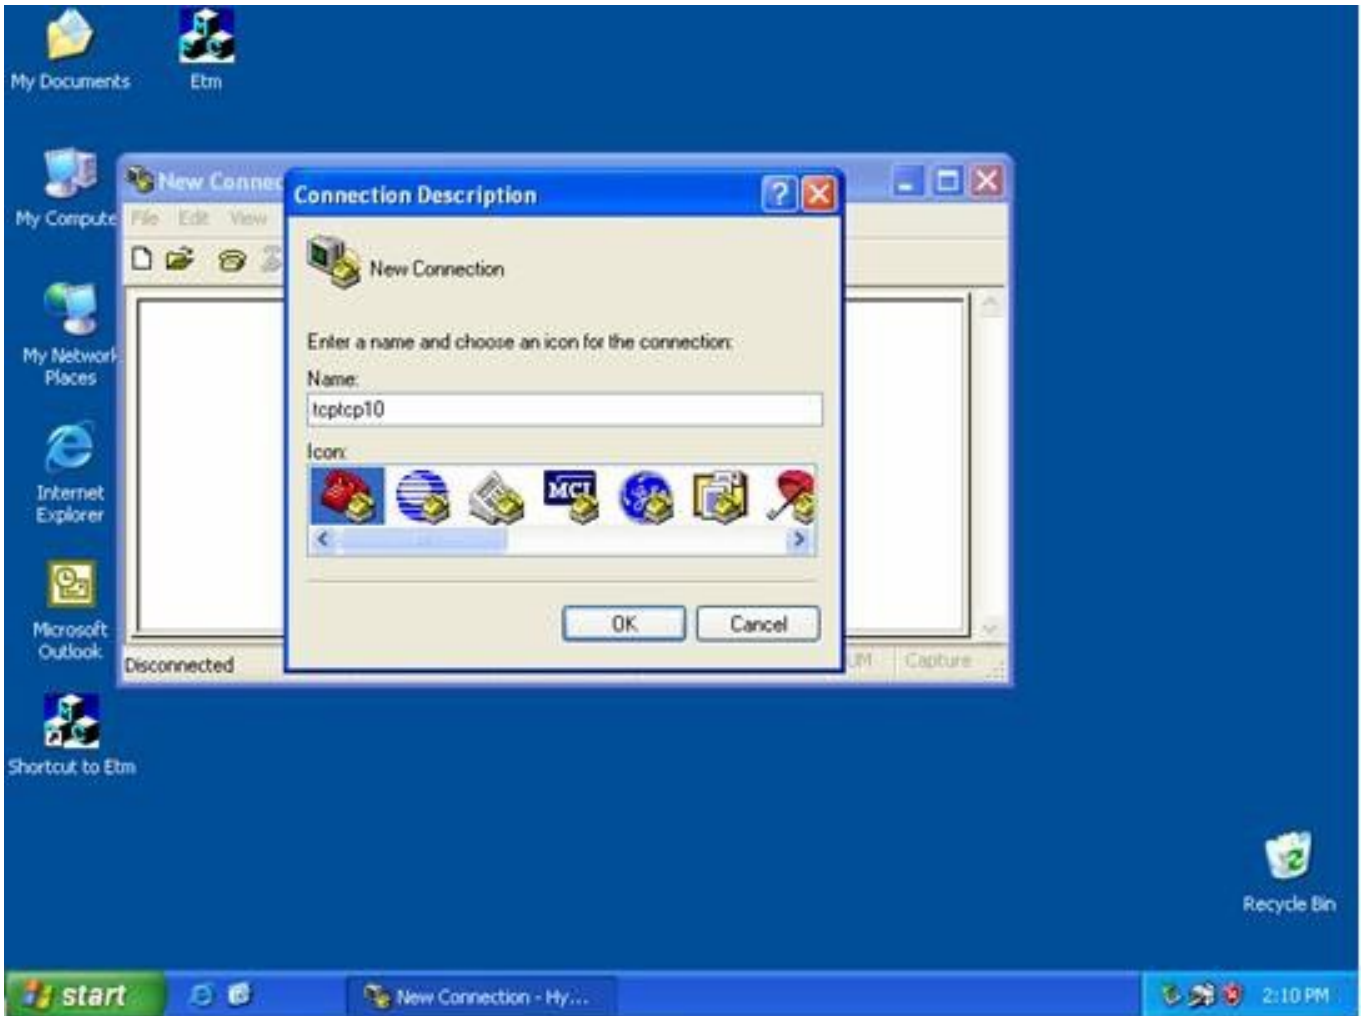 My Documents
Etm
My Compute
My Network
Places
Internet
Explorer
Microsoft
Outlook
Shortcut to Etm
New Connec
File Edit View
Connection Description
New Connection
Enter a name and choose an icon for the connection:
Name:
tcptcp10
Icon:
MCI
OK Cancel
Disconnected
UM Capture
Recycle Bin
start
New Connection - Hy...
2:10 PM